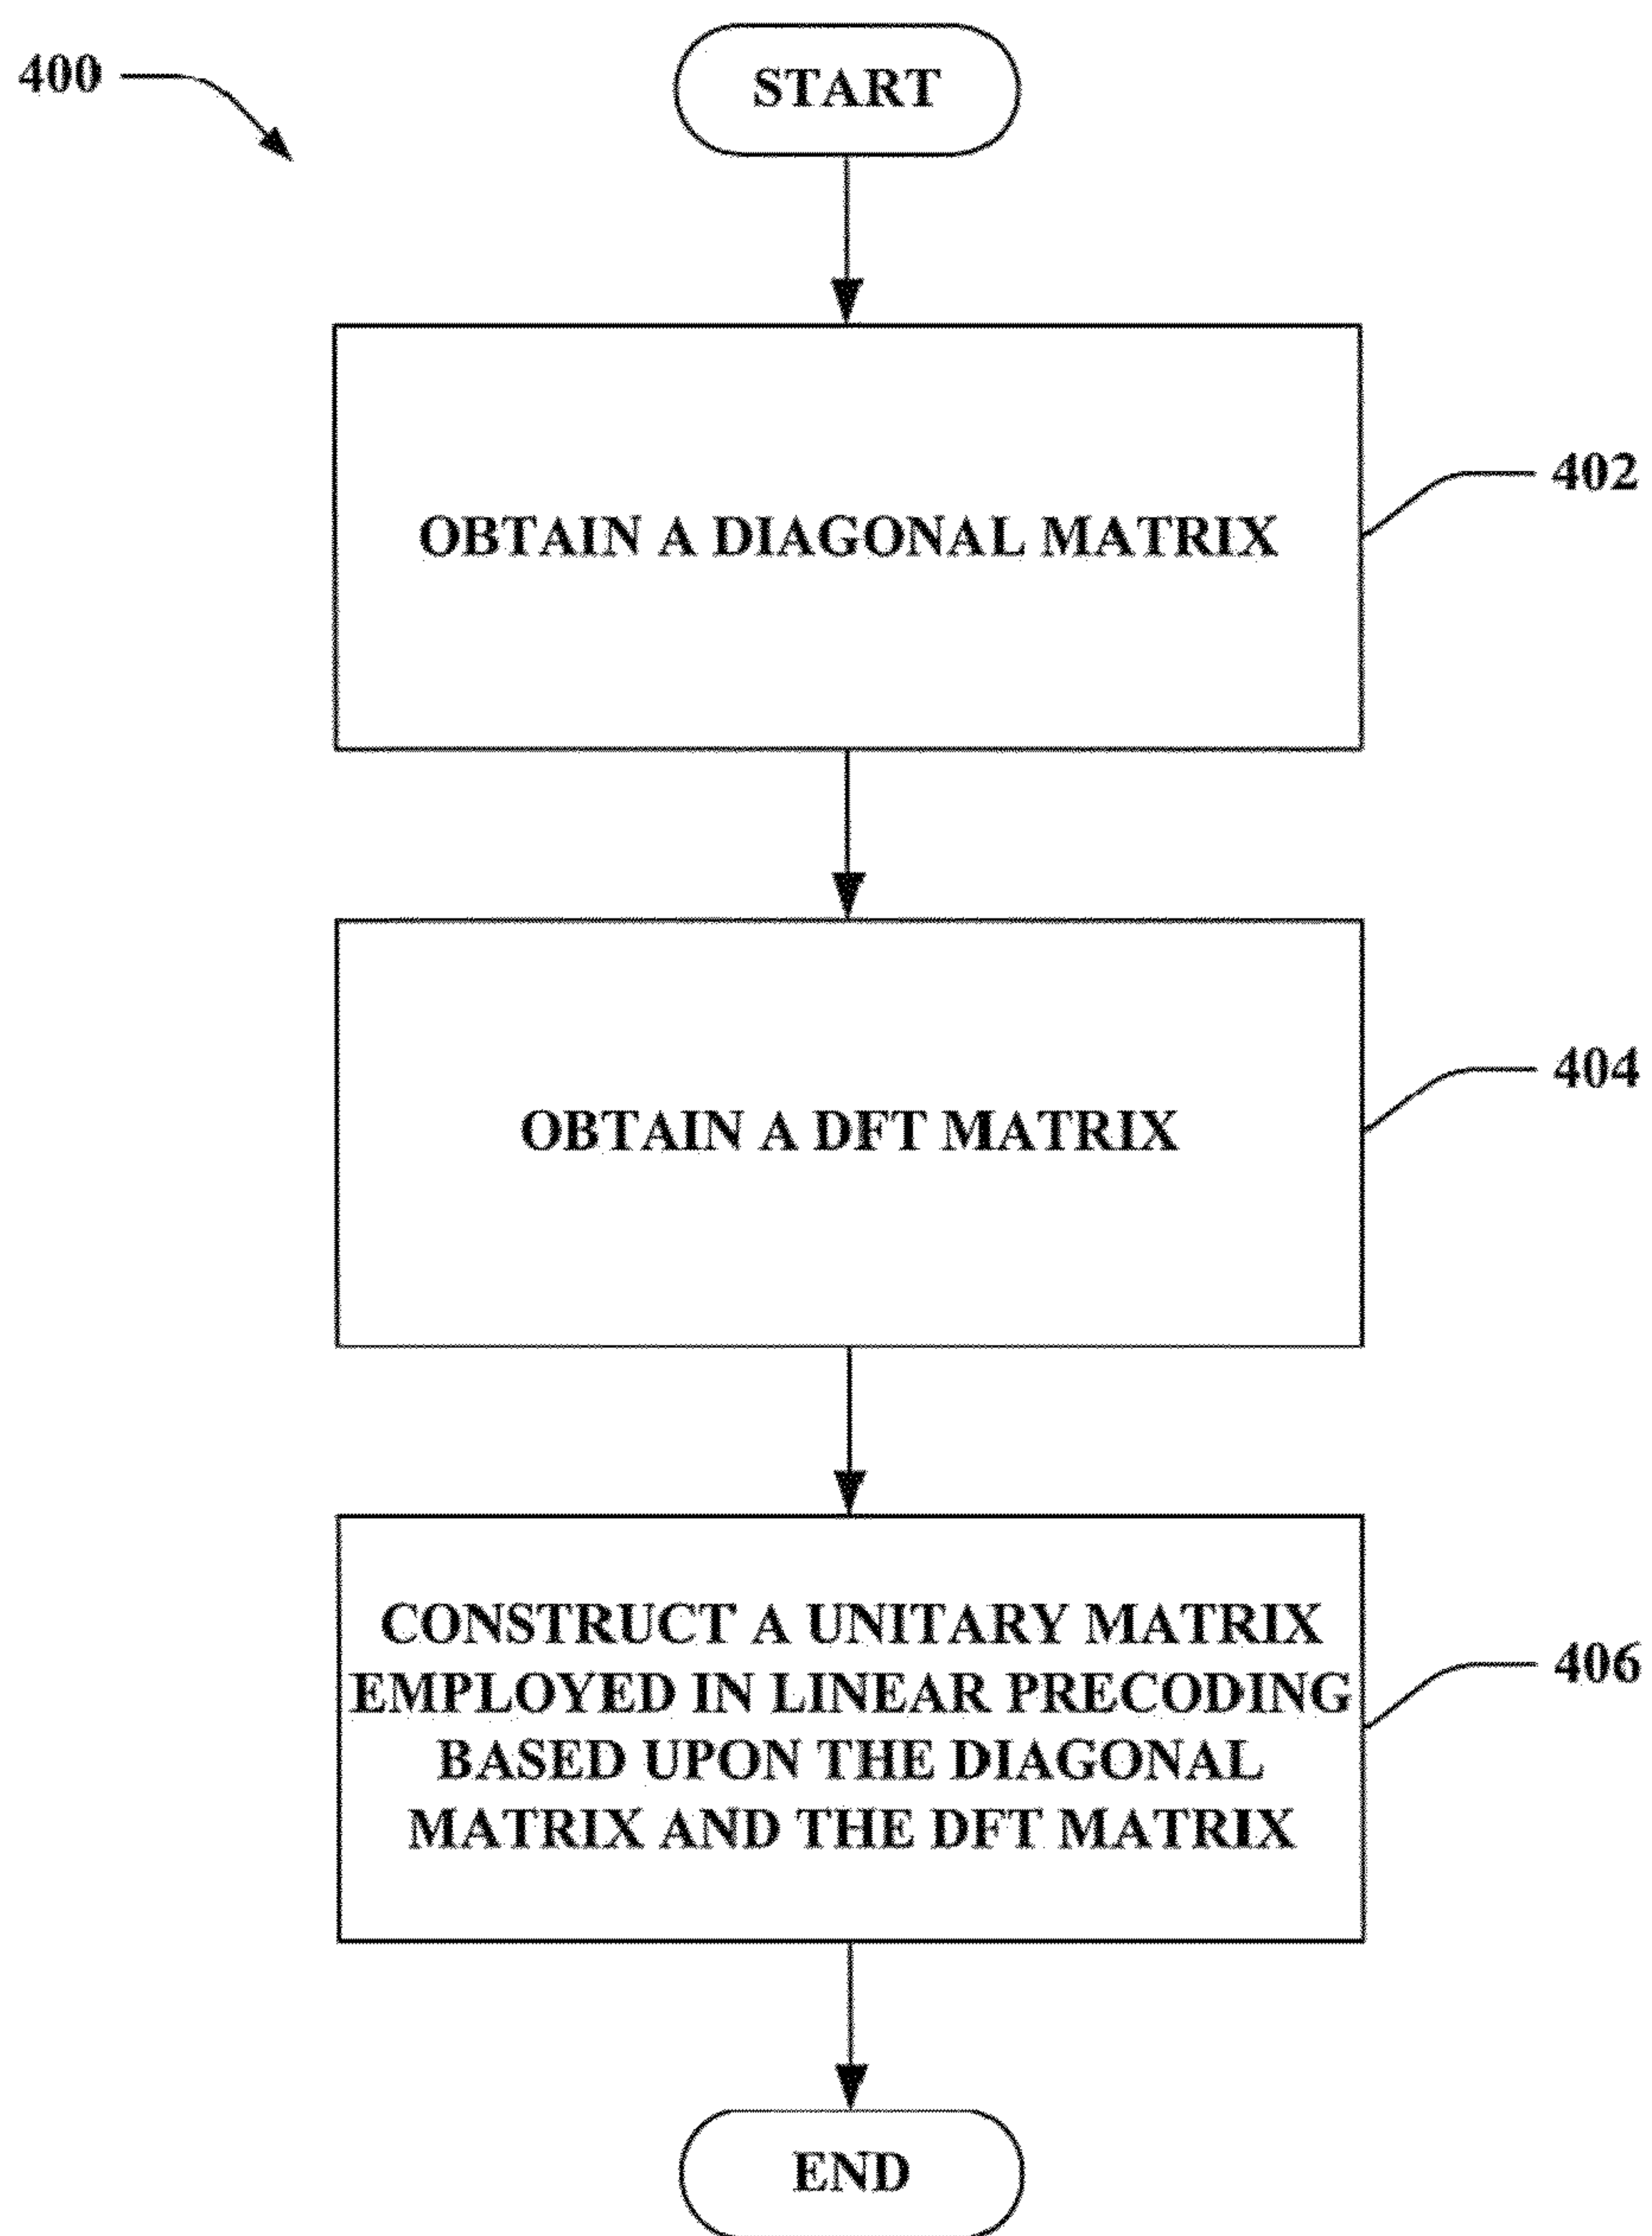 400
START
OBTAIN A DIAGONAL MATRIX
402
OBTAIN A DFT MATRIX
404
CONSTRUCT A UNITARY MATRIX
EMPLOYED IN LINEAR PRECODING
BASED UPON THE DIAGONAL
MATRIX AND THE DFT MATRIX
406
END